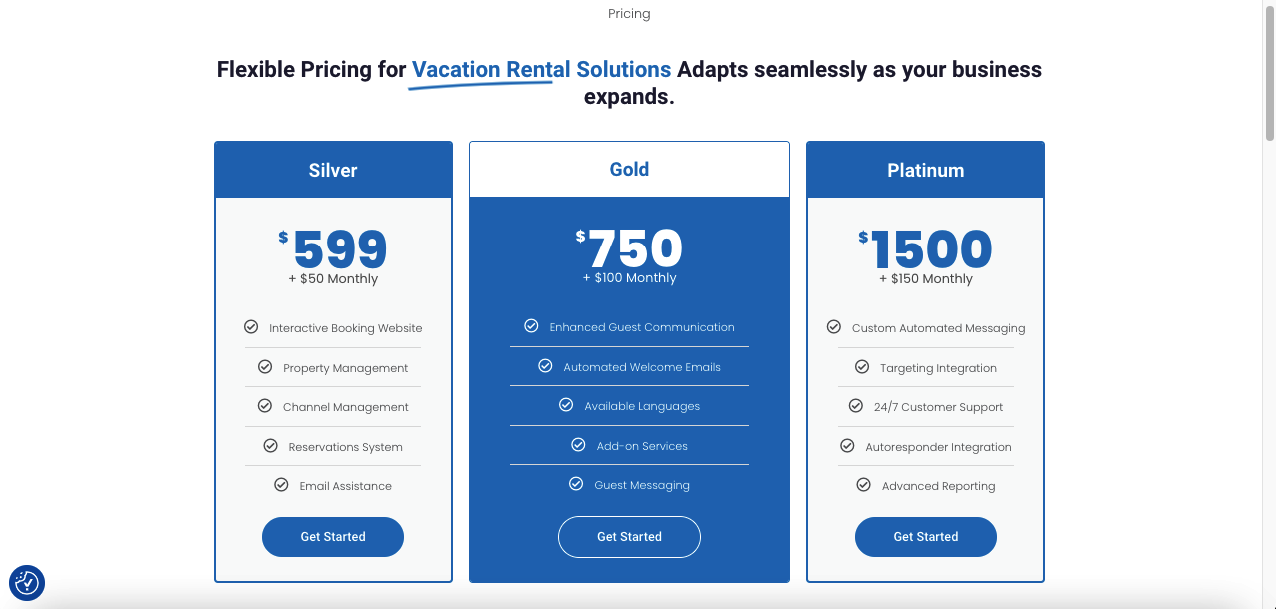 Pricing
Flexible Pricing for Vacation Rental Solutions Adapts seamlessly as your business
expands.
Silver
$599
+ $50 Monthly
Interactive Booking Website
Property Management
Channel Management
Reservations System
Email Assistance
Get Started
Gold
$750
+ $100 Monthly
Enhanced Guest Communication
Automated Welcome Emails
Available Languages
Add-on Services
Guest Messaging
Get Started
Platinum
$1500
+ $150 Monthly
Custom Automated Messaging
Targeting Integration
24/7 Customer Support
Autoresponder Integration
Advanced Reporting
Get Started